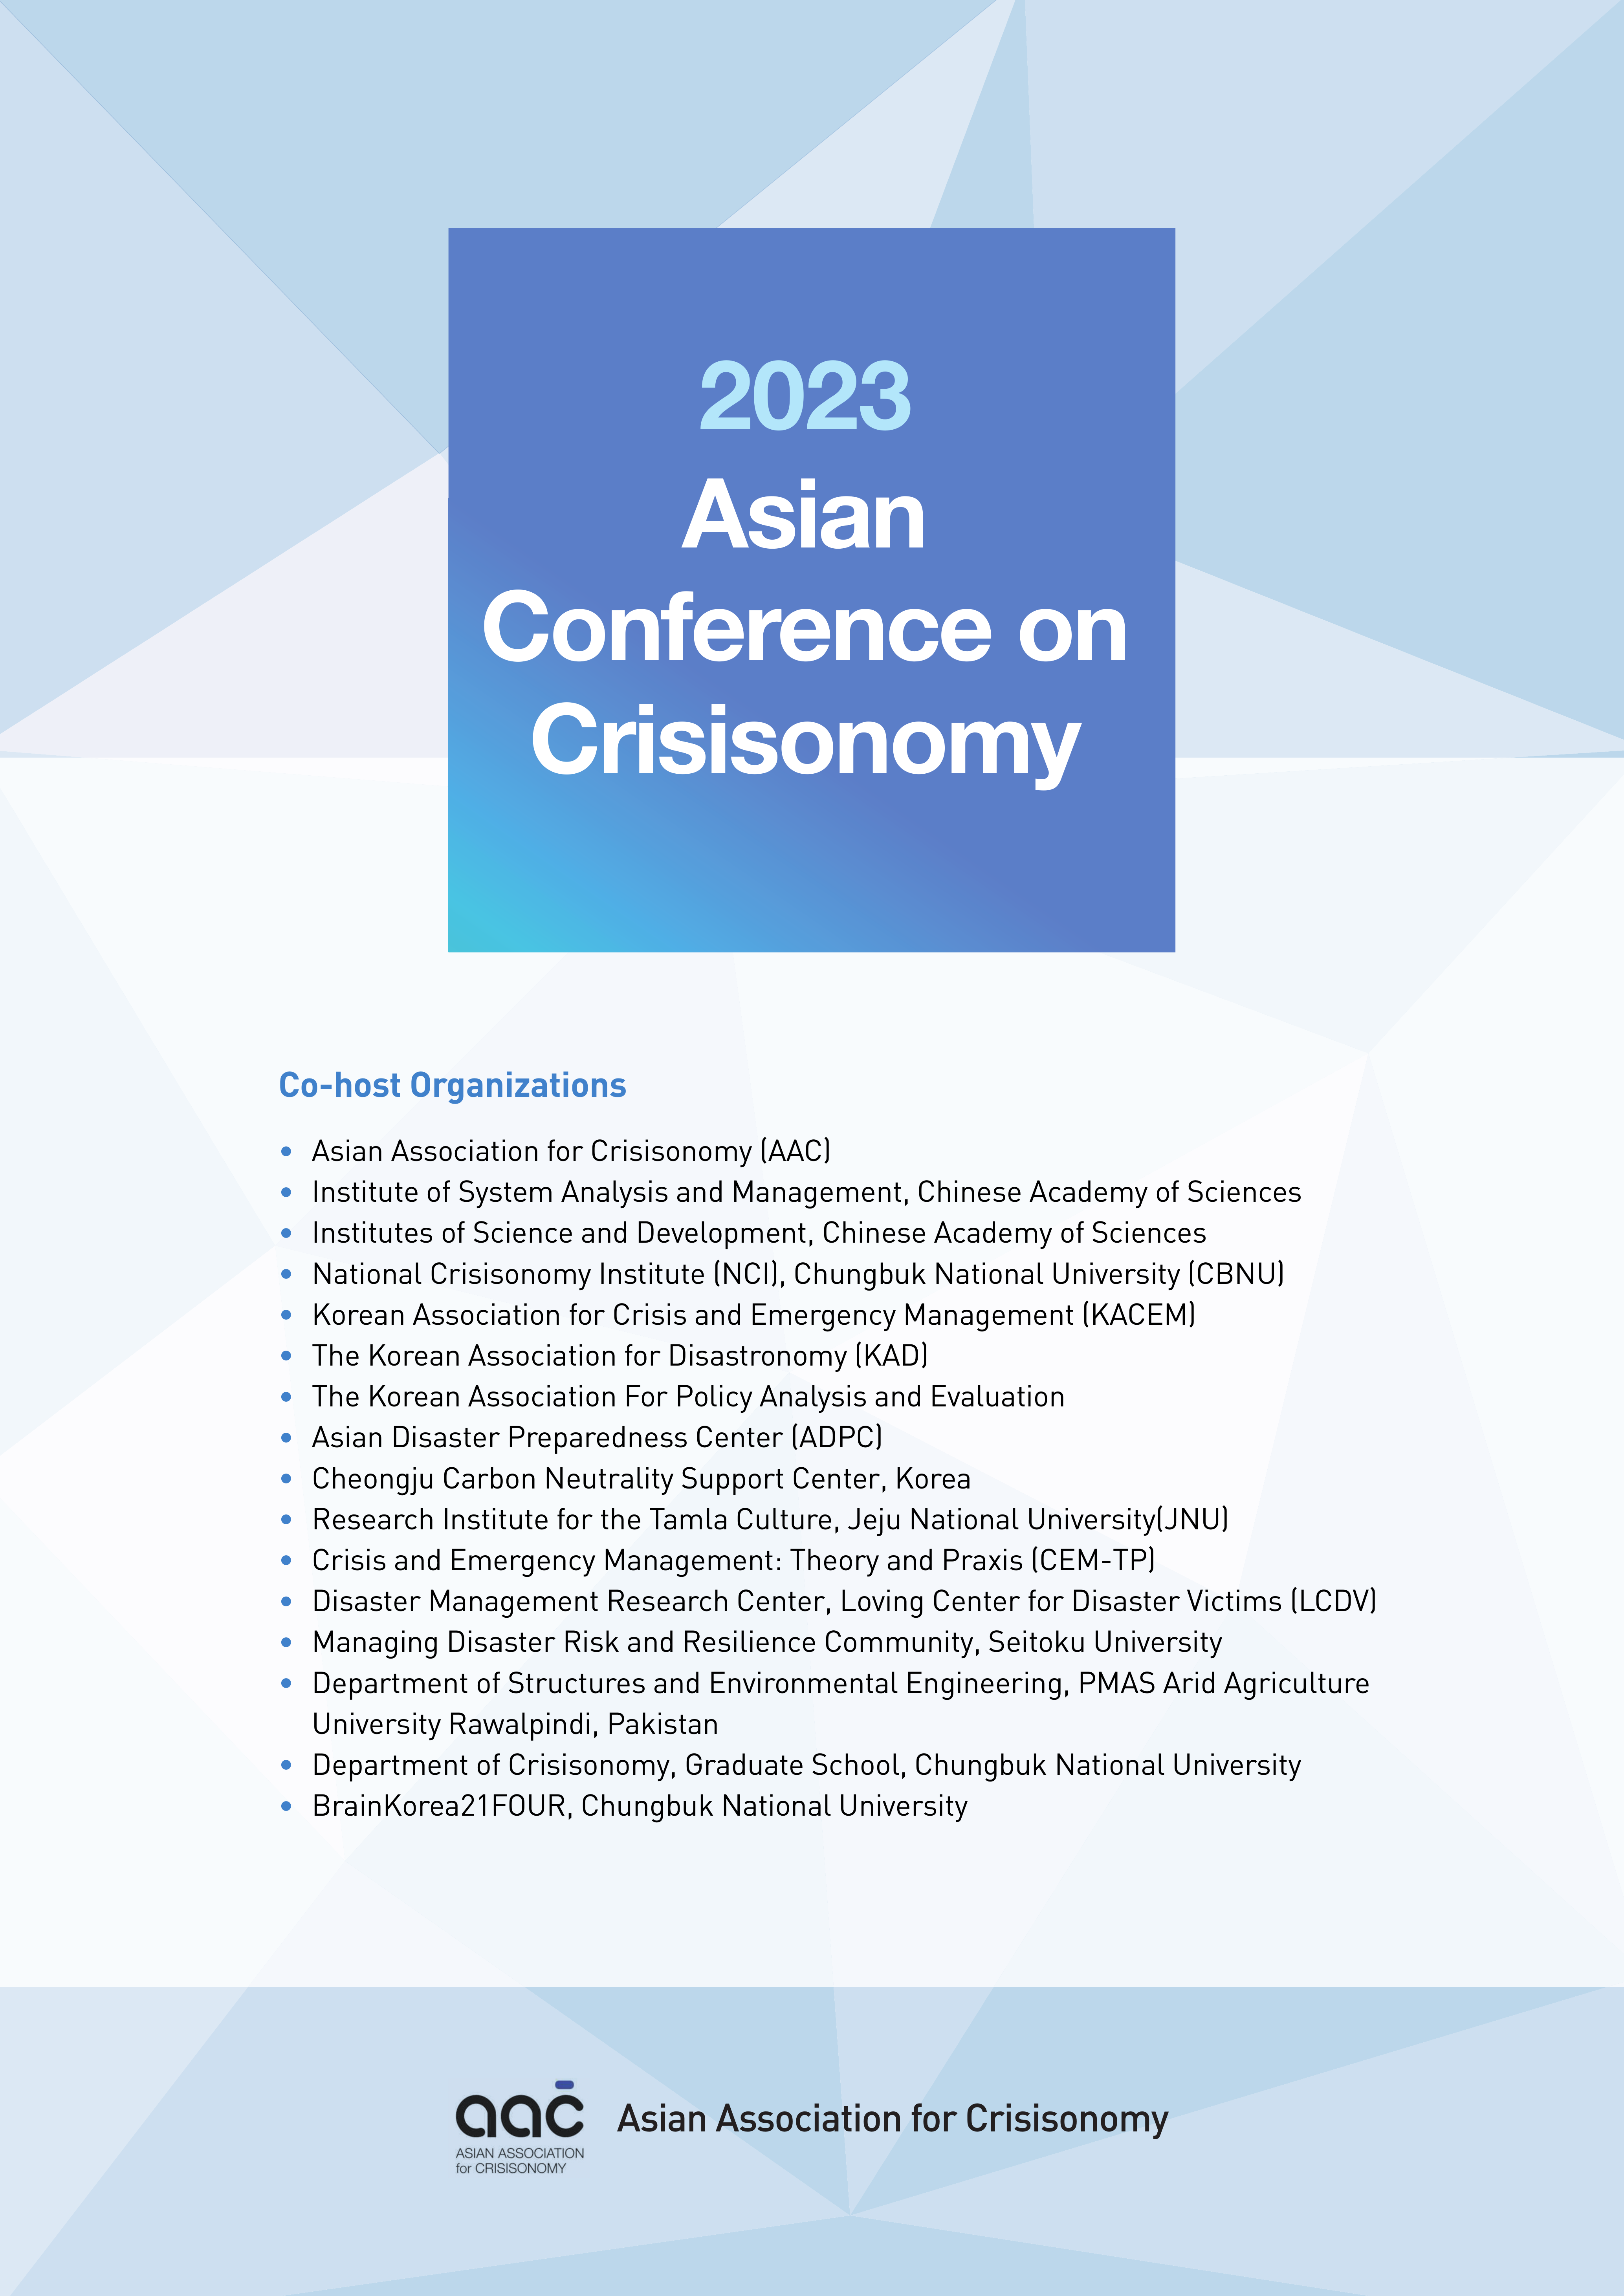 2023
Asian
Conference on
Crisisonomy
Co-host Organizations
• Asian Association for Crisisonomy (AAC)
• Institute of System Analysis and Management, Chinese Academy of Sciences
• Institutes of Science and Development, Chinese Academy of Sciences
• National Crisisonomy Institute (NCI), Chungbuk National University (CBNU)
• Korean Association for Crisis and Emergency Management (KACEM)
• The Korean Association for Disastronomy (KAD)
• The Korean Association For Policy Analysis and Evaluation
• Asian Disaster Preparedness Center (ADPC)
• Cheongju Carbon Neutrality Support Center, Korea
• Research Institute for the Tamla Culture, Jeju National University(JNU)
• Crisis and Emergency Management: Theory and Praxis (CEM-TP)
• Disaster Management Research Center, Loving Center for Disaster Victims (LCDV)
• Managing Disaster Risk and Resilience Community, Seitoku University
• Department of Structures and Environmental Engineering, PMAS Arid Agriculture
University Rawalpindi, Pakistan
• Department of Crisisonomy, Graduate School, Chungbuk National University
• BrainKorea21FOUR, Chungbuk National University
aac
ASIAN ASSOCIATION
for CRISISONOMY
Asian Association for Crisisonomy